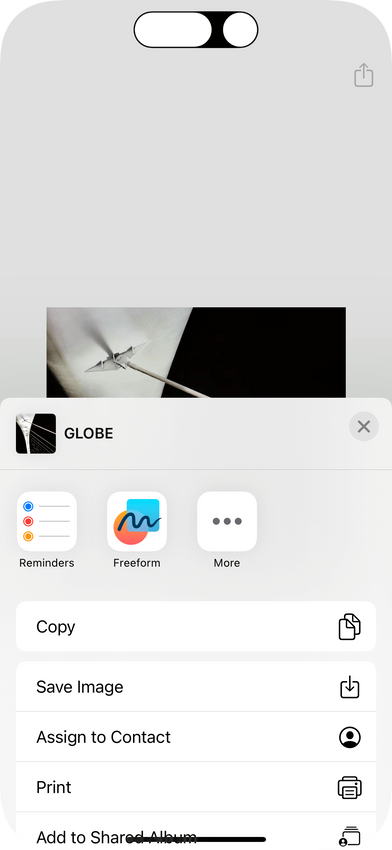 GLOBE
Reminders
Freeform
More
Copy
Save Image
Assign to Contact
Print
Add to Shared Album